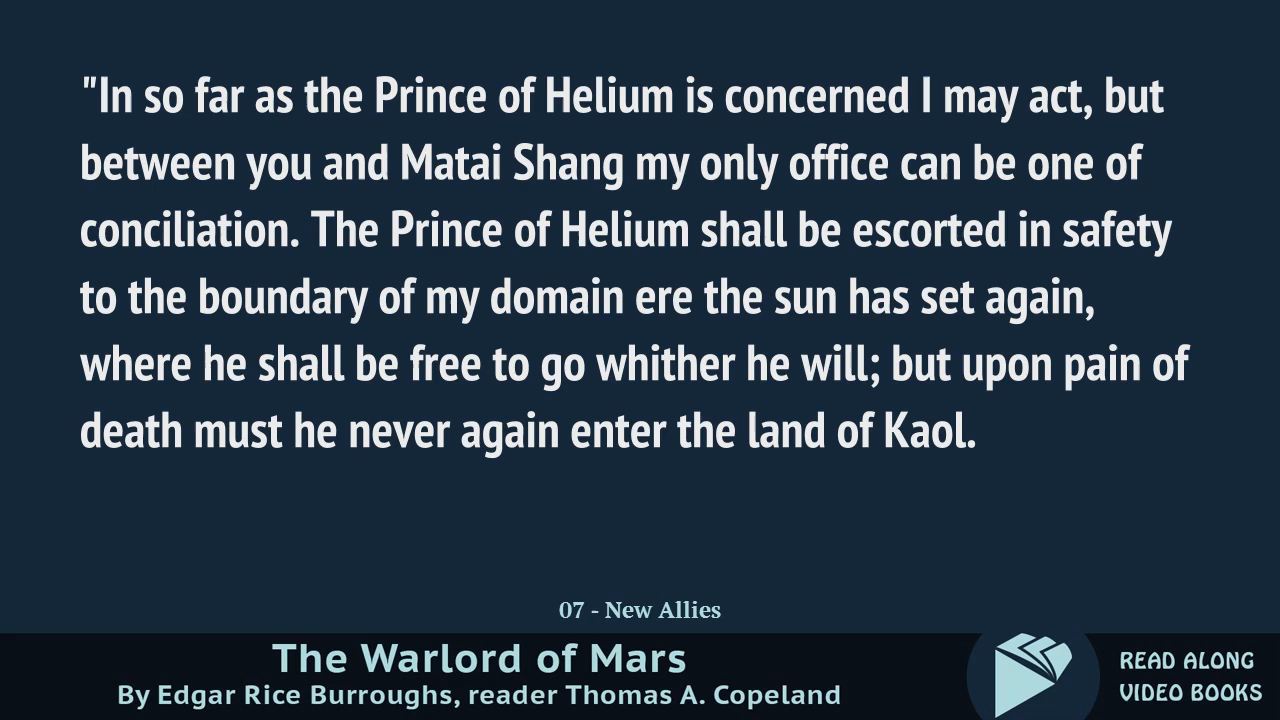 "In so far as the Prince of Helium is concerned I may act, but
between you and Matai Shang my only office can be one of
conciliation. The Prince of Helium shall be escorted in safety
to the boundary of my domain ere the sun has set again,
where he shall be free to go whither he will; but upon pain of
death must he never again enter the land of Kaol.
07 - New Allies
The Warlord of Mars
By Edgar Rice Burroughs, reader Thomas A. Copeland
READ ALONG
VIDEO BOOKS